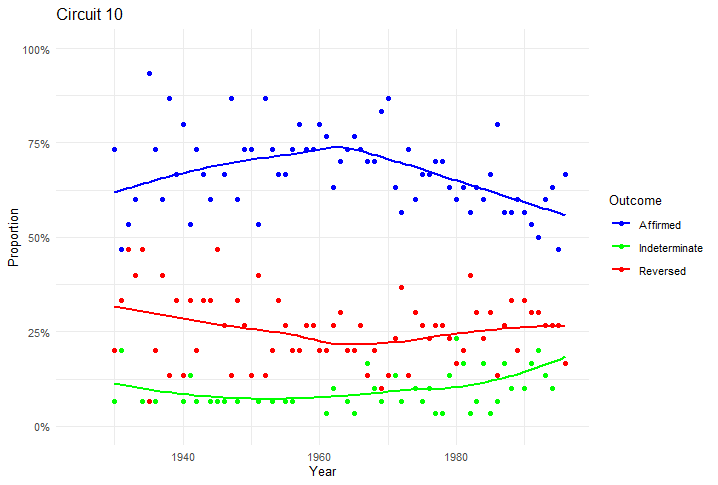 Circuit 10
100%
75%
50%
25%
0%
Proportion
1940
1960
1980
Year
Outcome
Affirmed
Indeterminate
Reversed